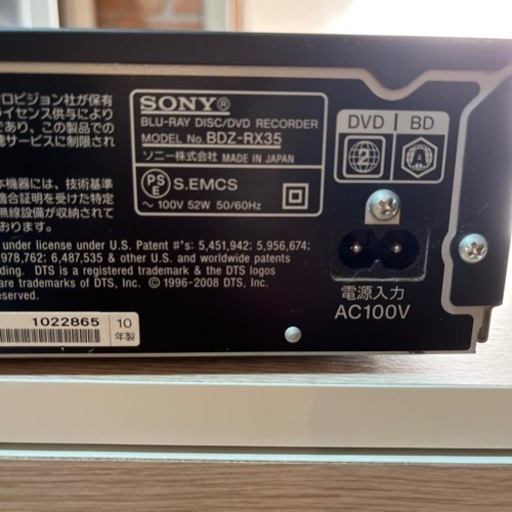 ロビジョン社が保有
ライセンス供与により
であり、この製品での
サービスに制限され
本機器には、技術基準
適合証明を受けた特定
無線設備が収納されて
おります。
under license under U.S. Patent #'s: 5,451,942; 5,956,674;
978,762; 6,487,535 & other U.S. and worldwide patents
ding. DTS is a registered trademark & the DTS logos
are trademarks of DTS, Inc. © 1996-2008 DTS, Inc.
eserved.
1022865
10
年製
SONY®
BLU-RAY DISC/DVD RECORDER
MODEL No. BDZ-RX35
ソニー株式会社 MADE IN JAPAN
PS E S.EMCS
~ 100V 52W 50/60Hz
DVD BD
2 A
電源入力
AC100V